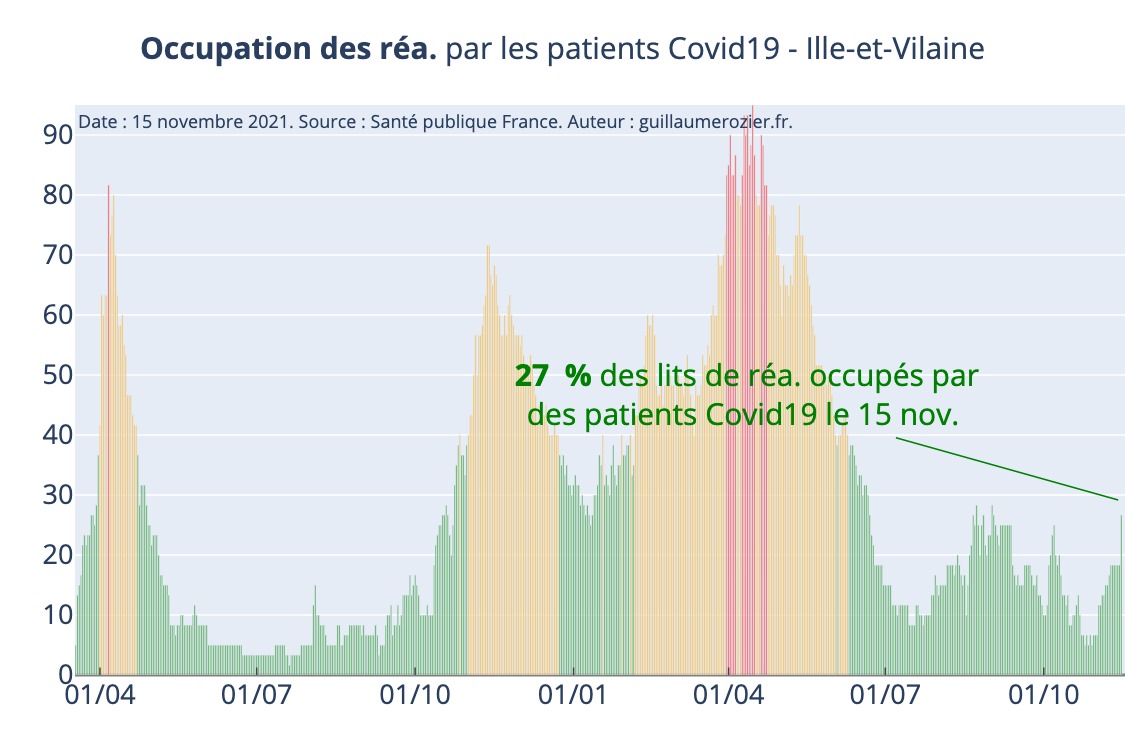 Occupation des réa. par les patients Covid19 - Ille-et-Vilaine
Date : 15 novembre 2021. Source : Santé publique France. Auteur : guillaumerozier.fr.
90
80
70
60
50
40
30
20
10
0
27 % des lits de réa. occupés par
des patients Covid19 le 15 nov.
01/04 01/07 01/10 01/01 01/04 01/07 01/10